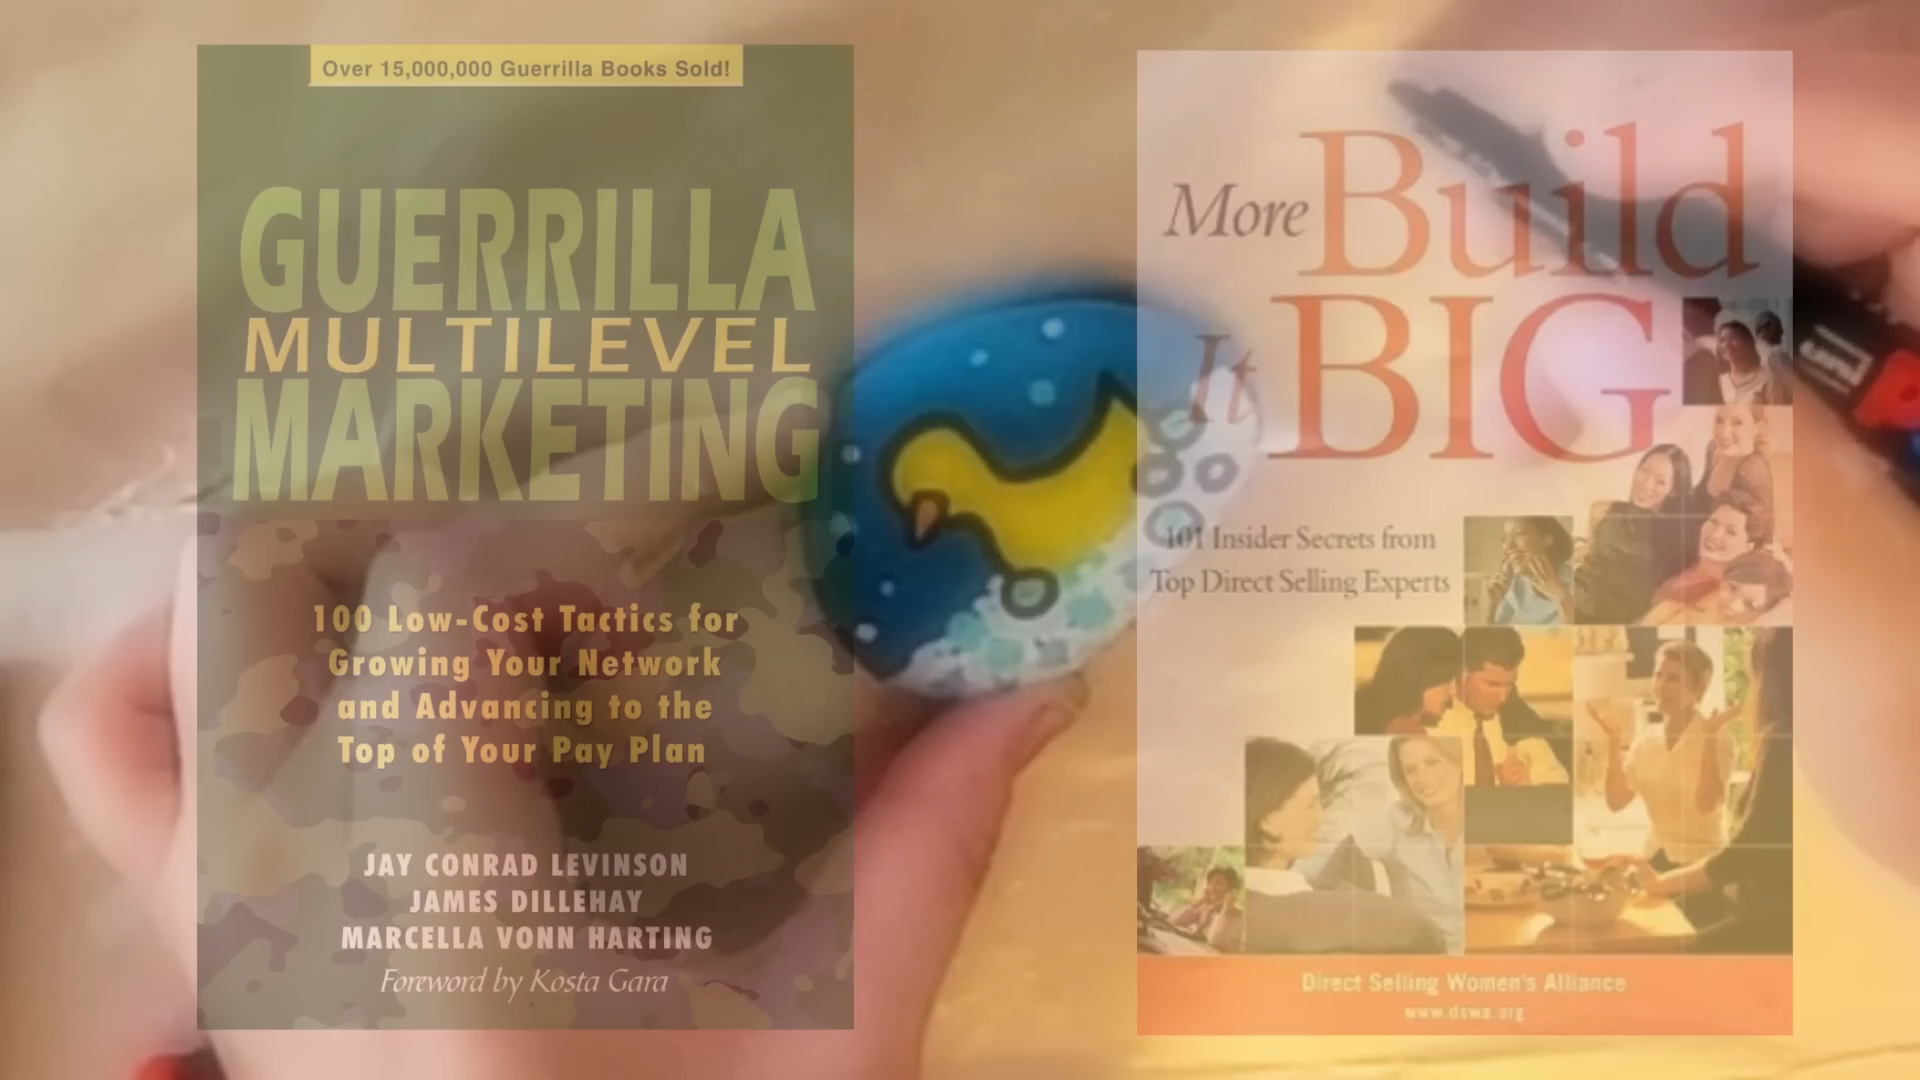 Over 15,000,000 Guerrilla Books Sold!
GUERRILLA
MULTILEVEL
MARKETING
100 Low-Cost Tactics for
Growing Your Network
and Advancing to the
Top of Your Pay Plan
JAY CONRAD LEVINSON
JAMES DILLEHAY
MARCELLA VONN HARTING
Foreword by Kosta Gara
More Build
It BIG
101 Insider Secrets from
Top Direct Selling Experts
Direct Selling Women's Alliance
www.dswa.org